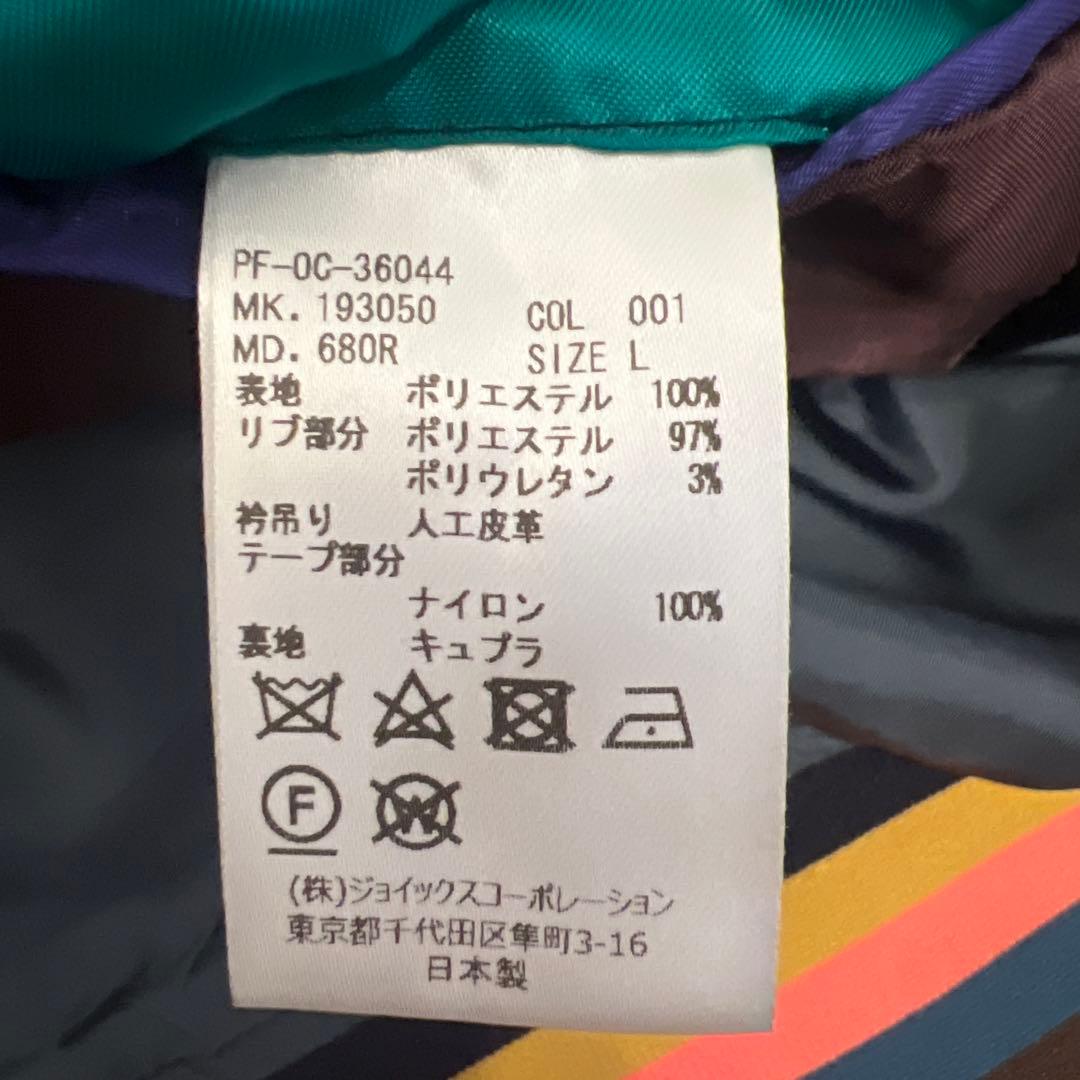 PF-0C-36044
MK. 193050 COL 001
MD. 680R SIZE L
表地 ポリエステル 100%
リブ部分 ポリエステル 97%
ポリウレタン 3%
衿吊り 人工皮革
テープ部分
ナイロン 100%
裏地 キュプラ
F W
(株)ジョイックスコーポレーション
東京都千代田区隼町3-16
日本製